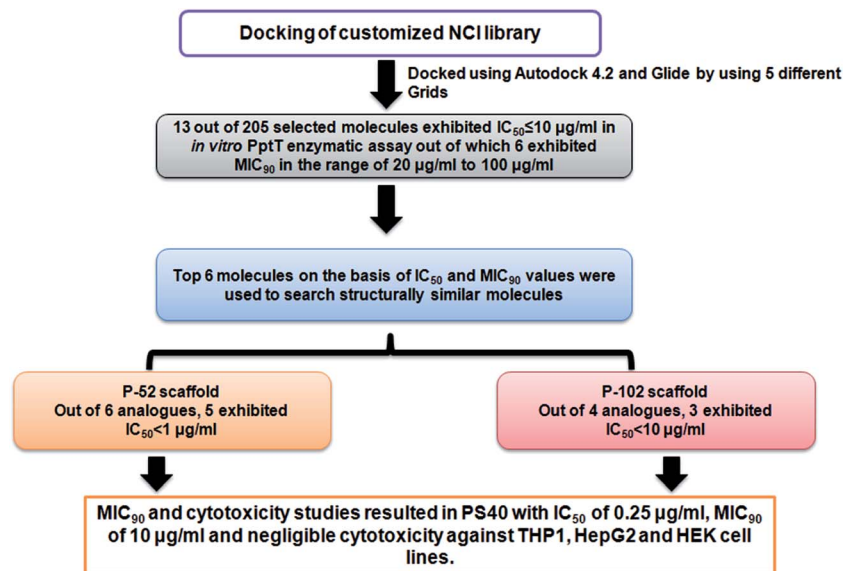 Docking of customized NCI library
Docked using Autodock 4.2 and Glide by using 5 different
Grids
13 out of 205 selected molecules exhibited IC50≤10 µg/ml in
in vitro PptT enzymatic assay out of which 6 exhibited
MIC90 in the range of 20 µg/ml to 100 µg/ml
Top 6 molecules on the basis of IC50 and MIC90 values were
used to search structurally similar molecules
P-52 scaffold
Out of 6 analogues, 5 exhibited
IC50<1 µg/ml
P-102 scaffold
Out of 4 analogues, 3 exhibited
IC50<10 µg/ml
MIC90 and cytotoxicity studies resulted in PS40 with IC50 of 0.25 µg/ml, MIC90
of 10 µg/ml and negligible cytotoxicity against THP1, HepG2 and HEK cell
lines.